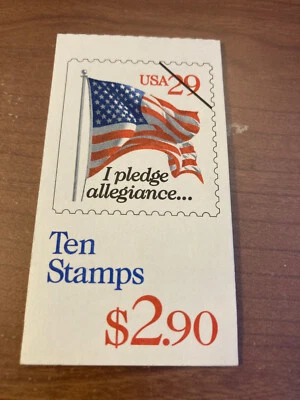 USA 29
I pledge
allegiance...
Ten
Stamps
$2.90